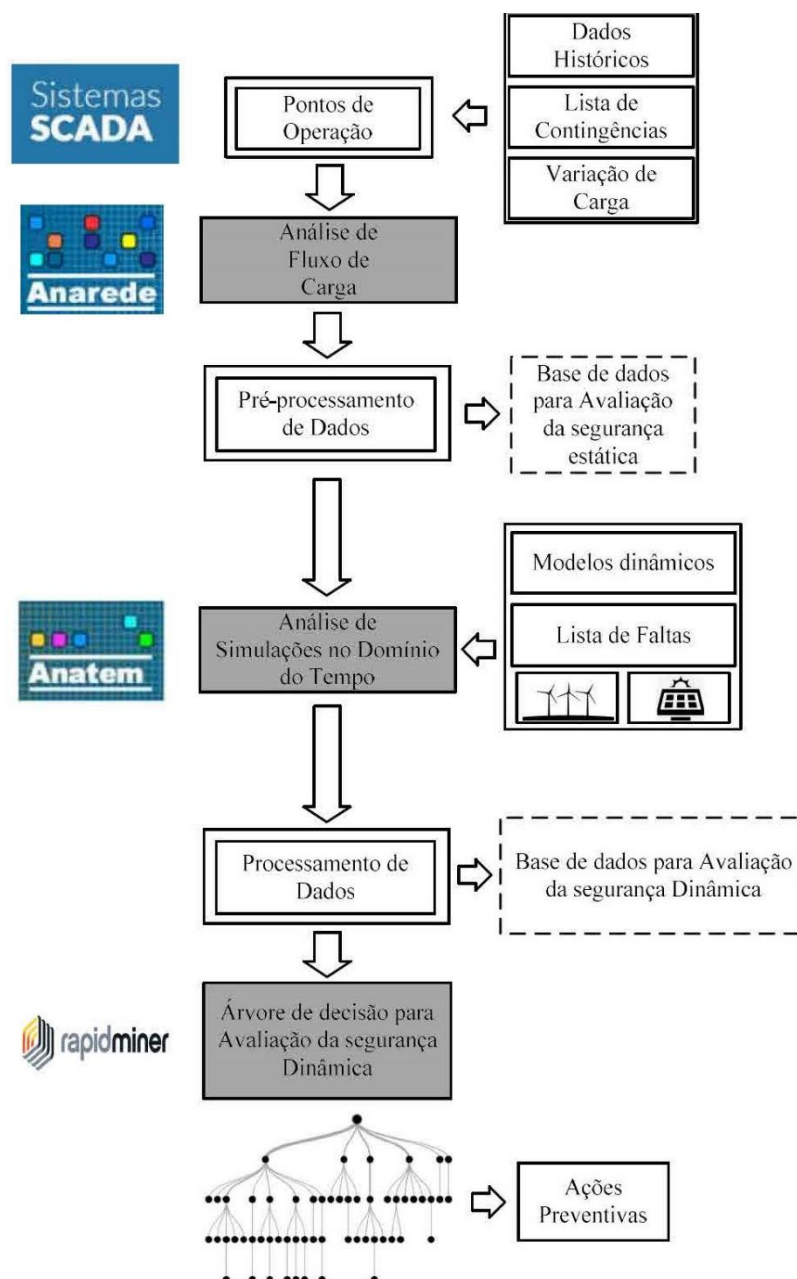 Sistemas
SCADA
Pontos de
Operação
Dados
Históricos
Lista de
Contingências
Variação de
Carga
Anarede
Análise de
Fluxo de
Carga
Pré-processamento
de Dados
Base de dados
para Avaliação
da segurança
estática
Modelos dinâmicos
Lista de Faltas
Anatem
Análise de
Simulações no Domínio
do Tempo
Processamento de
Dados
Base de dados para Avaliação
da segurança Dinâmica
rapidminer
Árvore de decisão para
Avaliação da segurança
Dinâmica
Ações
Preventivas